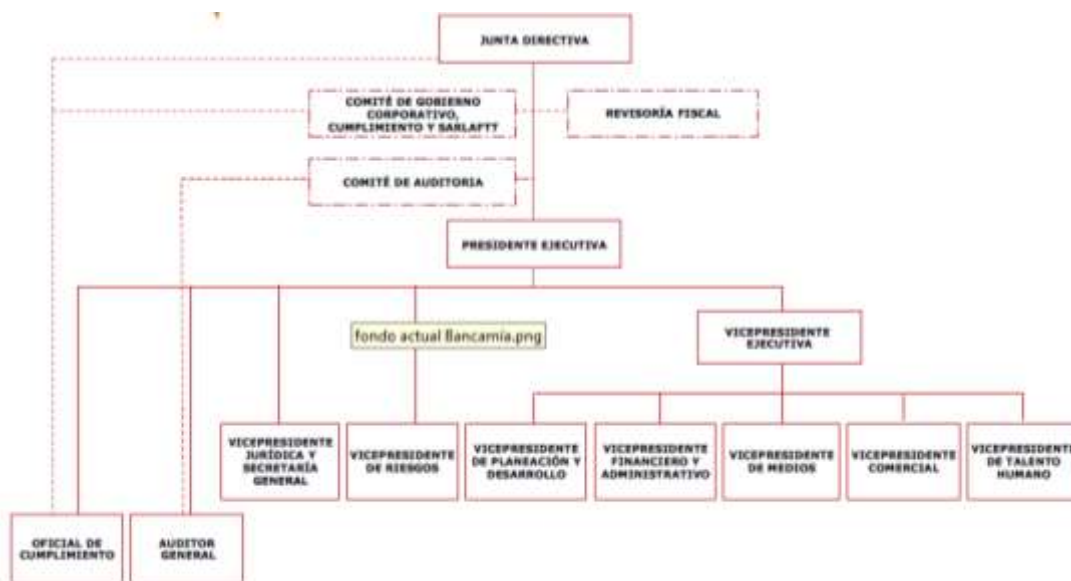 JUNTA DIRECTIVA
COMITÉ DE GOBIERNO
CORPORATIVO,
CUMPLIMIENTO Y SARLAFTT
REVISORÍA FISCAL
COMITÉ DE AUDITORIA
PRESIDENTE EJECUTIVA
fondo actual Bancamía.png
VICEPRESIDENTE
EJECUTIVA
VICEPRESIDENTE
JURÍDICA Y
SECRETARÍA
GENERAL
VICEPRESIDENTE
DE RIESGOS
VICEPRESIDENTE
DE PLANEACIÓN Y
DESARROLLO
VICEPRESIDENTE
FINANCIERO Y
ADMINISTRATIVO
VICEPRESIDENTE
DE MEDIOS
VICEPRESIDENTE
COMERCIAL
VICEPRESIDENTE
DE TALENTO
HUMANO
OFICIAL DE
CUMPLIMIENTO
AUDITOR
GENERAL